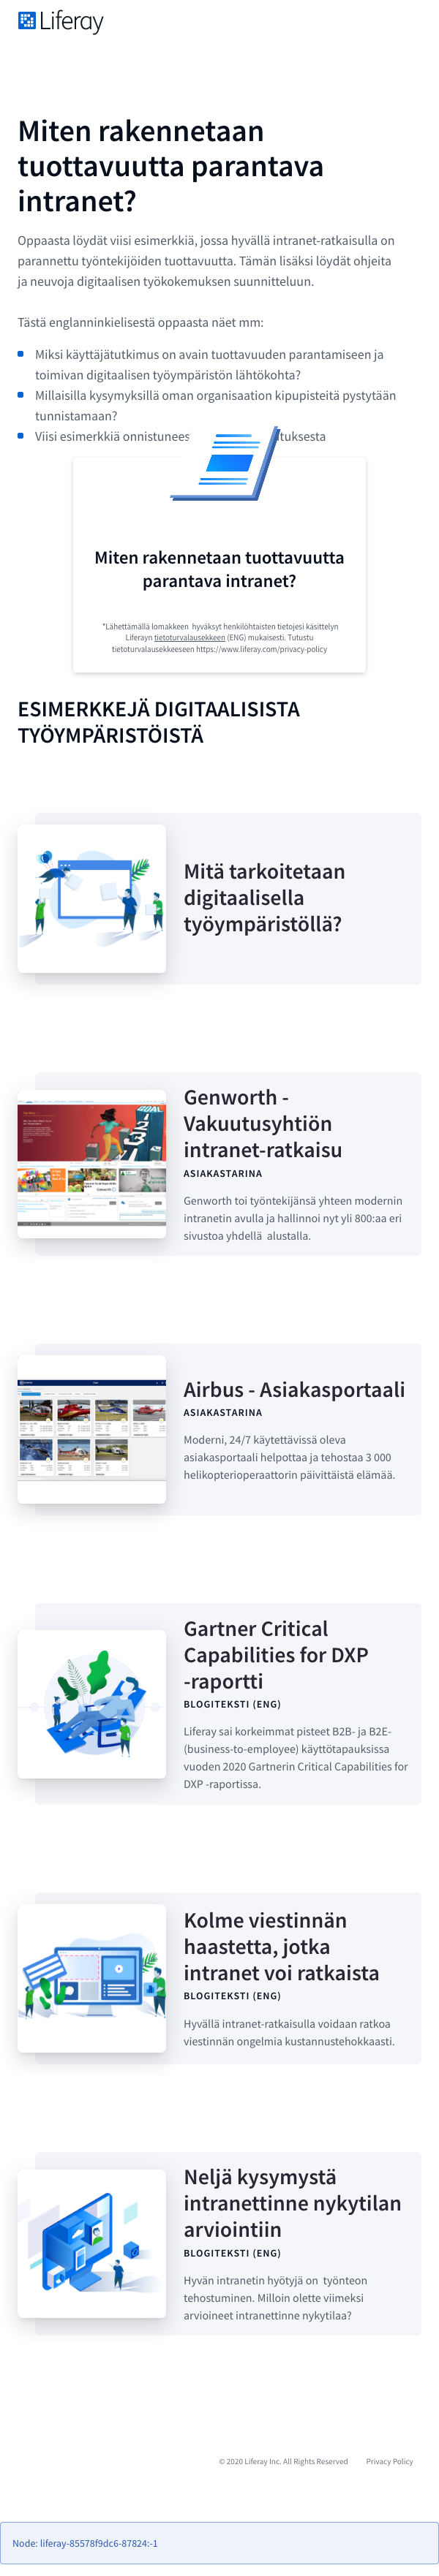 Liferay
Miten rakennetaan
tuottavuutta parantava
intranet?
Oppaasta löydät viisi esimerkkiä, jossa hyvällä intranet-ratkaisulla on
parannettu työntekijöiden tuottavuutta. Tämän lisäksi löydät ohjeita
ja neuvoja digitaalisen työkokemuksen suunnitteluun.
Tästä englanninkielisestä oppaasta näet mm:
Miksi käyttäjätutkimus on avain tuottavuuden parantamiseen ja
toimivan digitaalisen työympäristön lähtökohta?
Millaisilla kysymyksillä oman organisaation kipupisteitä pystytään
tunnistamaan?
Viisi esimerkkiä
Miten rakennetaan tuottavuutta
parantava intranet?
*Lähettämällä lomakkeen hyväksyt henkilöhtaisten tietojesi käsittelyn
Liferayn tietoturvalausekkeen (ENG) mukaisesti. Tutustu
tietoturvalausekkeeseen https://www.liferay.com/privacy-policy
ESIMERKKEJÄ DIGITAALISISTA
TYÖYMPÄRISTÖISTÄ
Mitä tarkoitetaan
digitaalisella
työympäristöllä?
Genworth -
Vakuutusyhtiön
intranet-ratkaisu
ASIAKASTARINA
Genworth toi työntekijänsä yhteen modernin
intranetin avulla ja hallinnoi nyt yli 800:aa eri
sivustoa yhdellä alustalla.
Airbus - Asiakasportaali
ASIAKASTARINA
Moderni, 24/7 käytettävissä oleva
asiakasportaali helpottaa ja tehostaa 3 000
helikopterioperaattorin päivittäistä elämää.
Gartner Critical
Capabilities for DXP
-raportti
BLOGITEKSTI (ENG)
Liferay sai korkeimmat pisteet B2B- ja B2E-
(business-to-employee) käyttötapauksissa
vuoden 2020 Gartnerin Critical Capabilities for
DXP -raportissa.
Kolme viestinnän
haastetta, jotka
intranet voi ratkaista
BLOGITEKSTI (ENG)
Hyvällä intranet-ratkaisulla voidaan ratkoa
viestinnän ongelmia kustannustehokkaasti.
Neljä kysymystä
intranettinne nykytilan
arviointiin
BLOGITEKSTI (ENG)
Hyvän intranetin hyötyjä on työnteon
tehostuminen. Milloin olette viimeksi
arvioineet intranettinne nykytilaa?
© 2020 Liferay Inc. All Rights Reserved Privacy Policy
Node: liferay-85578f9dc6-87824:-1